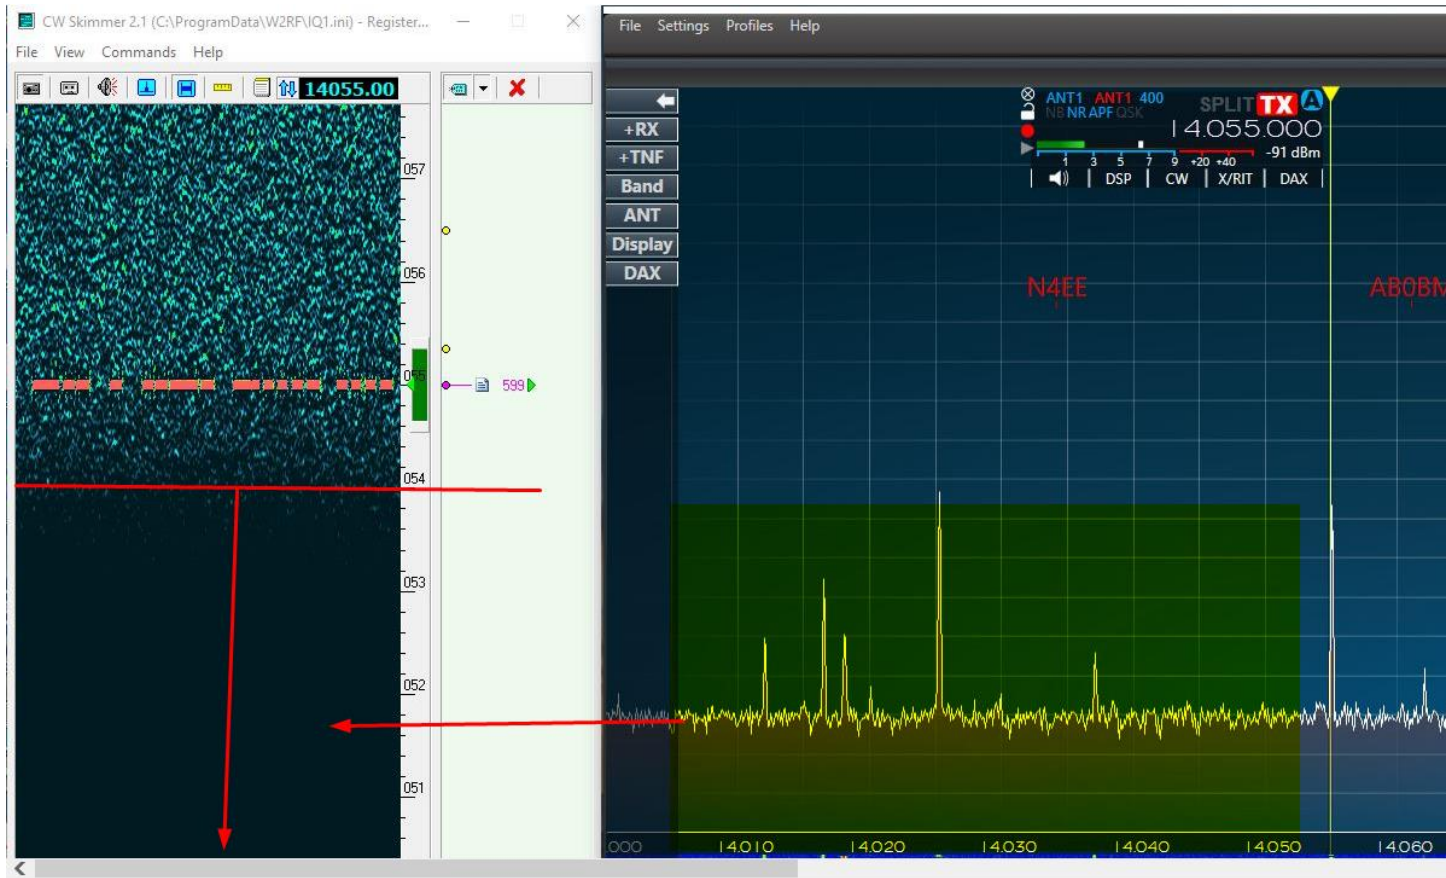 CW Skimmer 2.1 (C:\ProgramData\W2RF\IQ1.ini) - Register...
File View Commands Help
14055.00
057
056
055
054
053
052
051
599
File Settings Profiles Help
+RX
+TNF
Band
ANT
Display
DAX
ANT1 ANT1 400 SPLIT TX A
NB NR APF QSK
14.055.000
1 3 5 7 9 +20 +40 -91 dBm
DSP CW X/RIT DAX
N4EE AB0BM
.000 14.010 14.020 14.030 14.040 14.050 14.060